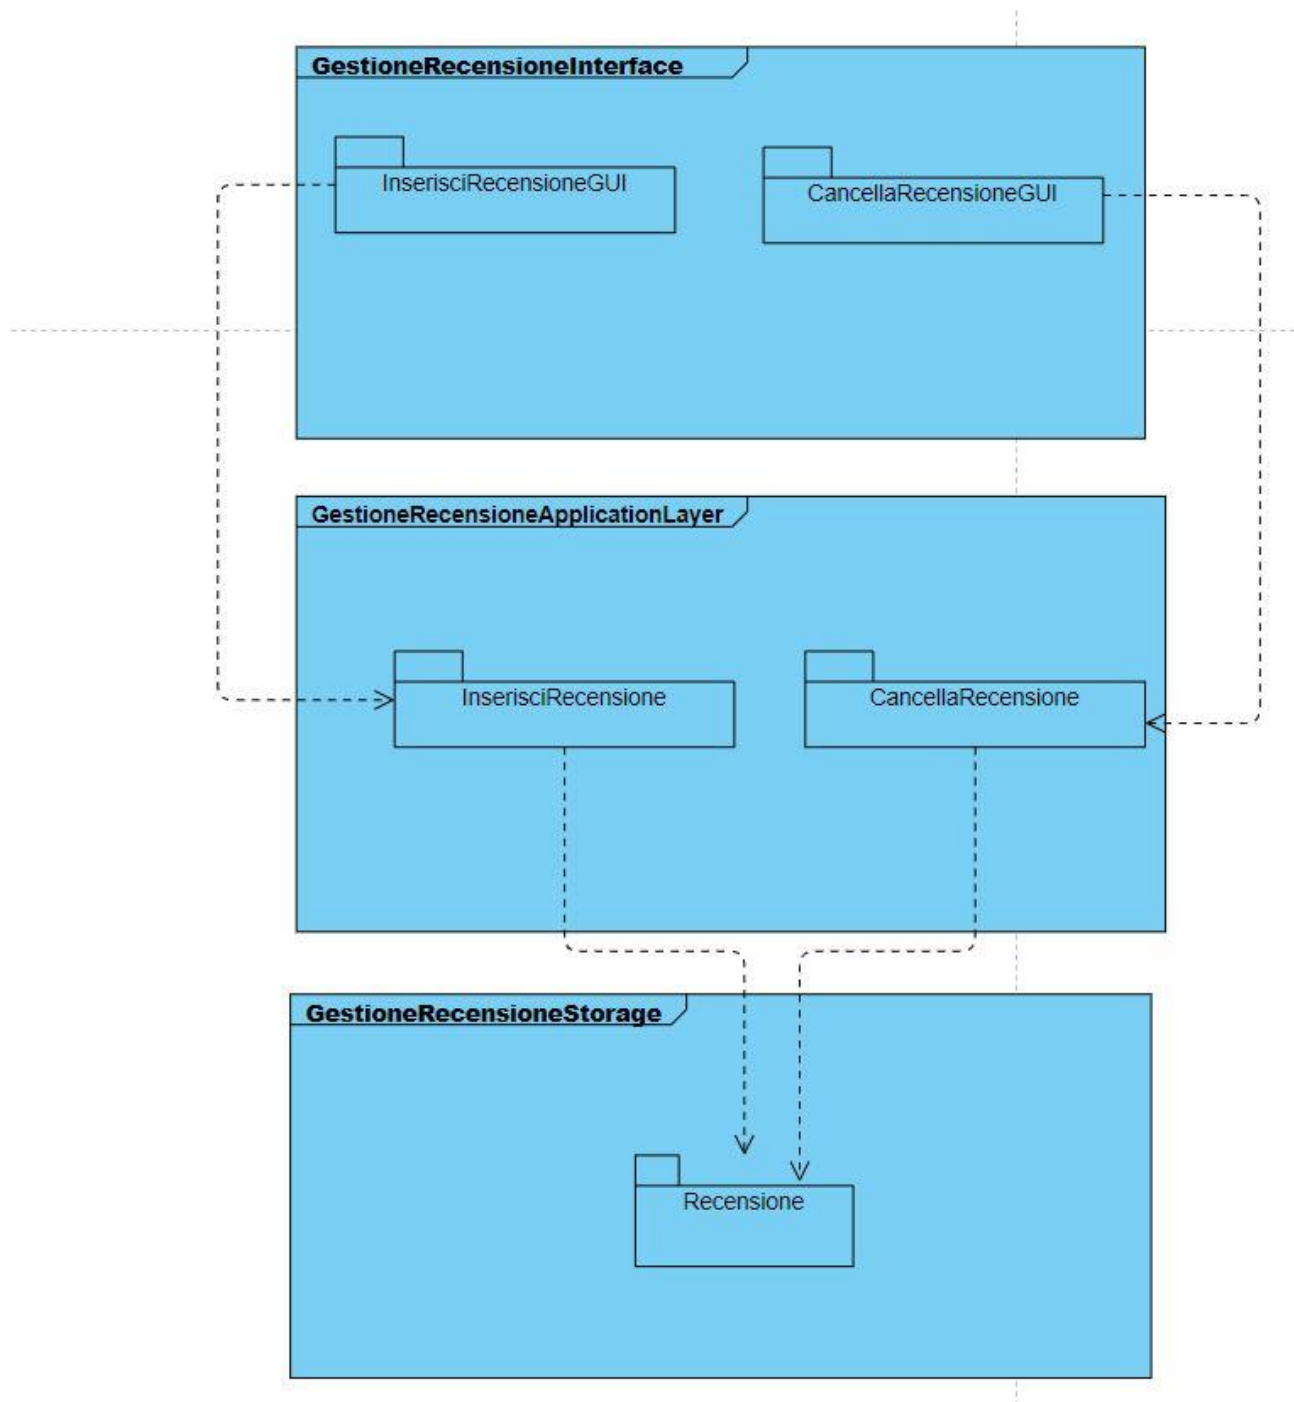 GestioneRecensioneInterface
InserisciRecensioneGUI
CancellaRecensioneGUI
GestioneRecensioneApplicationLayer
InserisciRecensione
CancellaRecensione
GestioneRecensioneStorage
Recensione